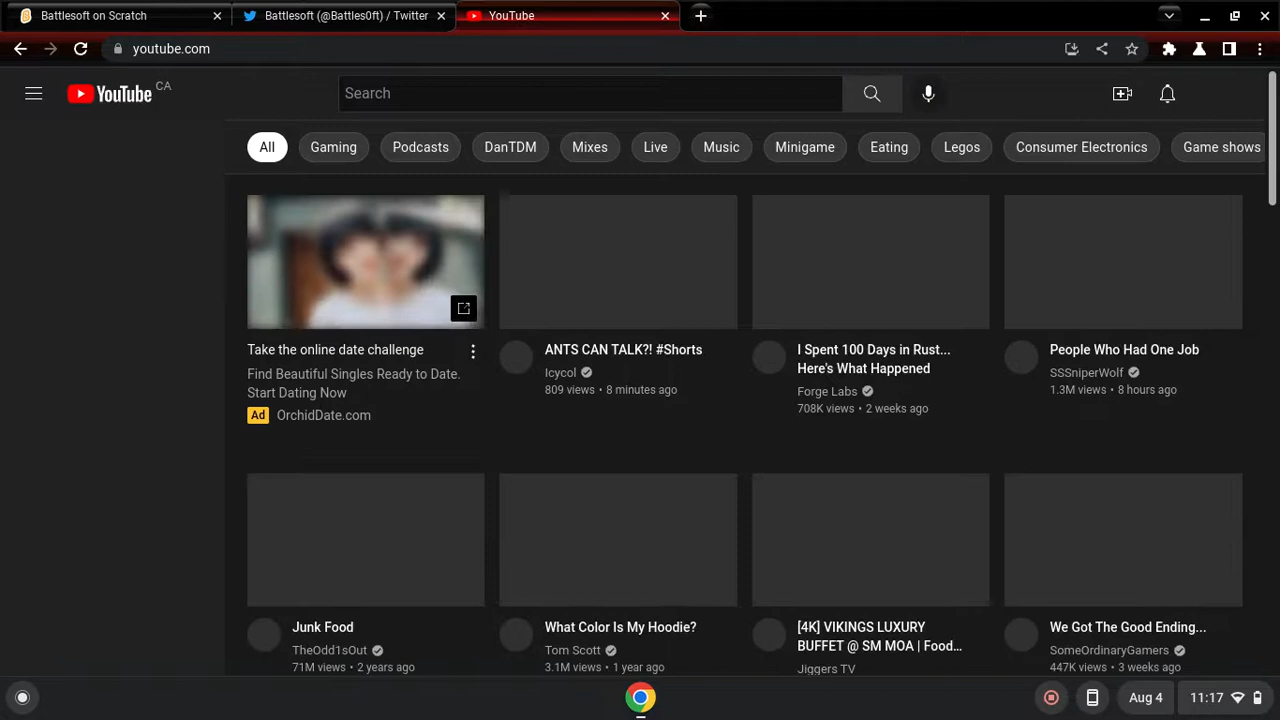 Battlesoft on Scratch
Battlesoft (@Battles0ft) / Twitter
YouTube
youtube.com
YouTube CA
Search
All
Gaming
Podcasts
DanTDM
Mixes
Live
Music
Minigame
Eating
Legos
Consumer Electronics
Game shows
Take the online date challenge
Find Beautiful Singles Ready to Date.
Start Dating Now
Ad OrchidDate.com
ANTS CAN TALK?! #Shorts
Icycol
809 views • 8 minutes ago
I Spent 100 Days in Rust...
Here's What Happened
Forge Labs
708K views • 2 weeks ago
People Who Had One Job
SSSniperWolf
1.3M views • 8 hours ago
Junk Food
TheOdd1sOut
71M views • 2 years ago
What Color Is My Hoodie?
Tom Scott
3.1M views • 1 year ago
[4K] VIKINGS LUXURY
BUFFET @ SM MOA | Food...
Jiggers TV
We Got The Good Ending...
SomeOrdinaryGamers
447K views • 3 weeks ago
Aug 4
11:17